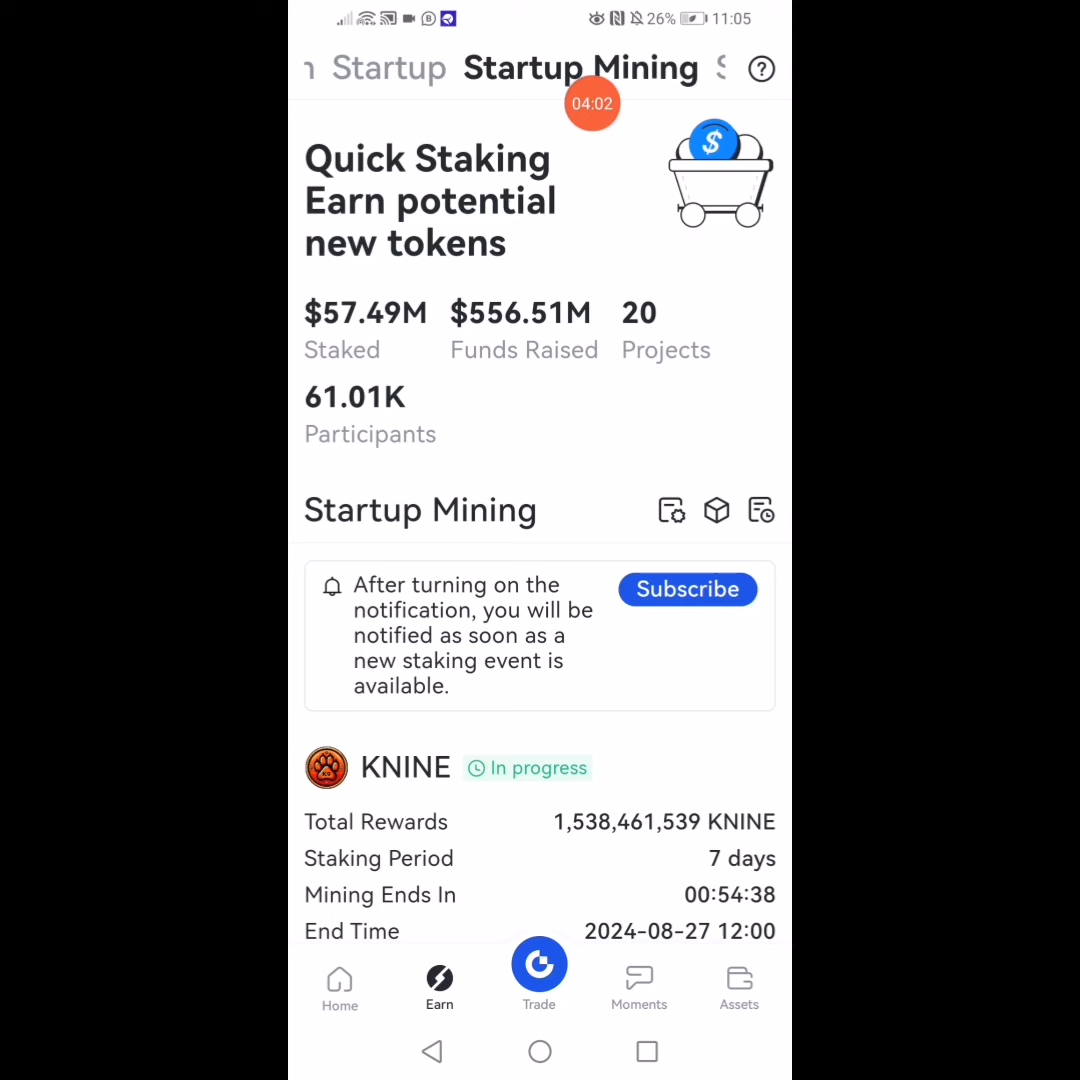 26% 11:05
Startup Startup Mining
04:02
$
Quick Staking
Earn potential
new tokens
$57.49M $556.51M 20
Staked Funds Raised Projects
61.01K
Participants
Startup Mining
After turning on the
notification, you will be
notified as soon as a
new staking event is
available.
Subscribe
KNINE In progress
Total Rewards 1,538,461,539 KNINE
Staking Period 7 days
Mining Ends In 00:54:38
End Time 2024-08-27 12:00
Home Earn Trade Moments Assets